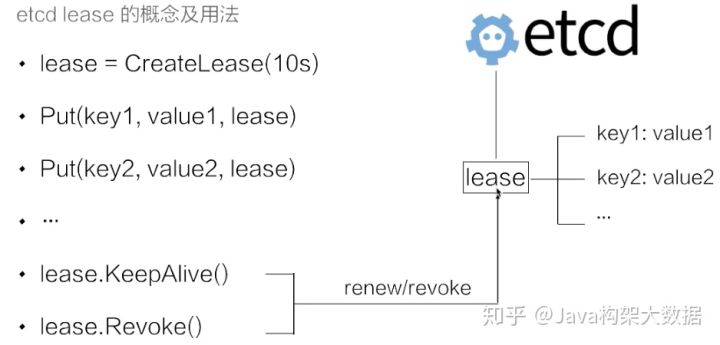 etcd lease 的概念及用法
etcd
• lease = CreateLease(10s)
• Put(key1, value1, lease)
• Put(key2, value2, lease)
• ...
• lease.KeepAlive()
• lease.Revoke()
lease
key1: value1
key2: value2
...
renew/revoke
知乎 @Java构架大数据